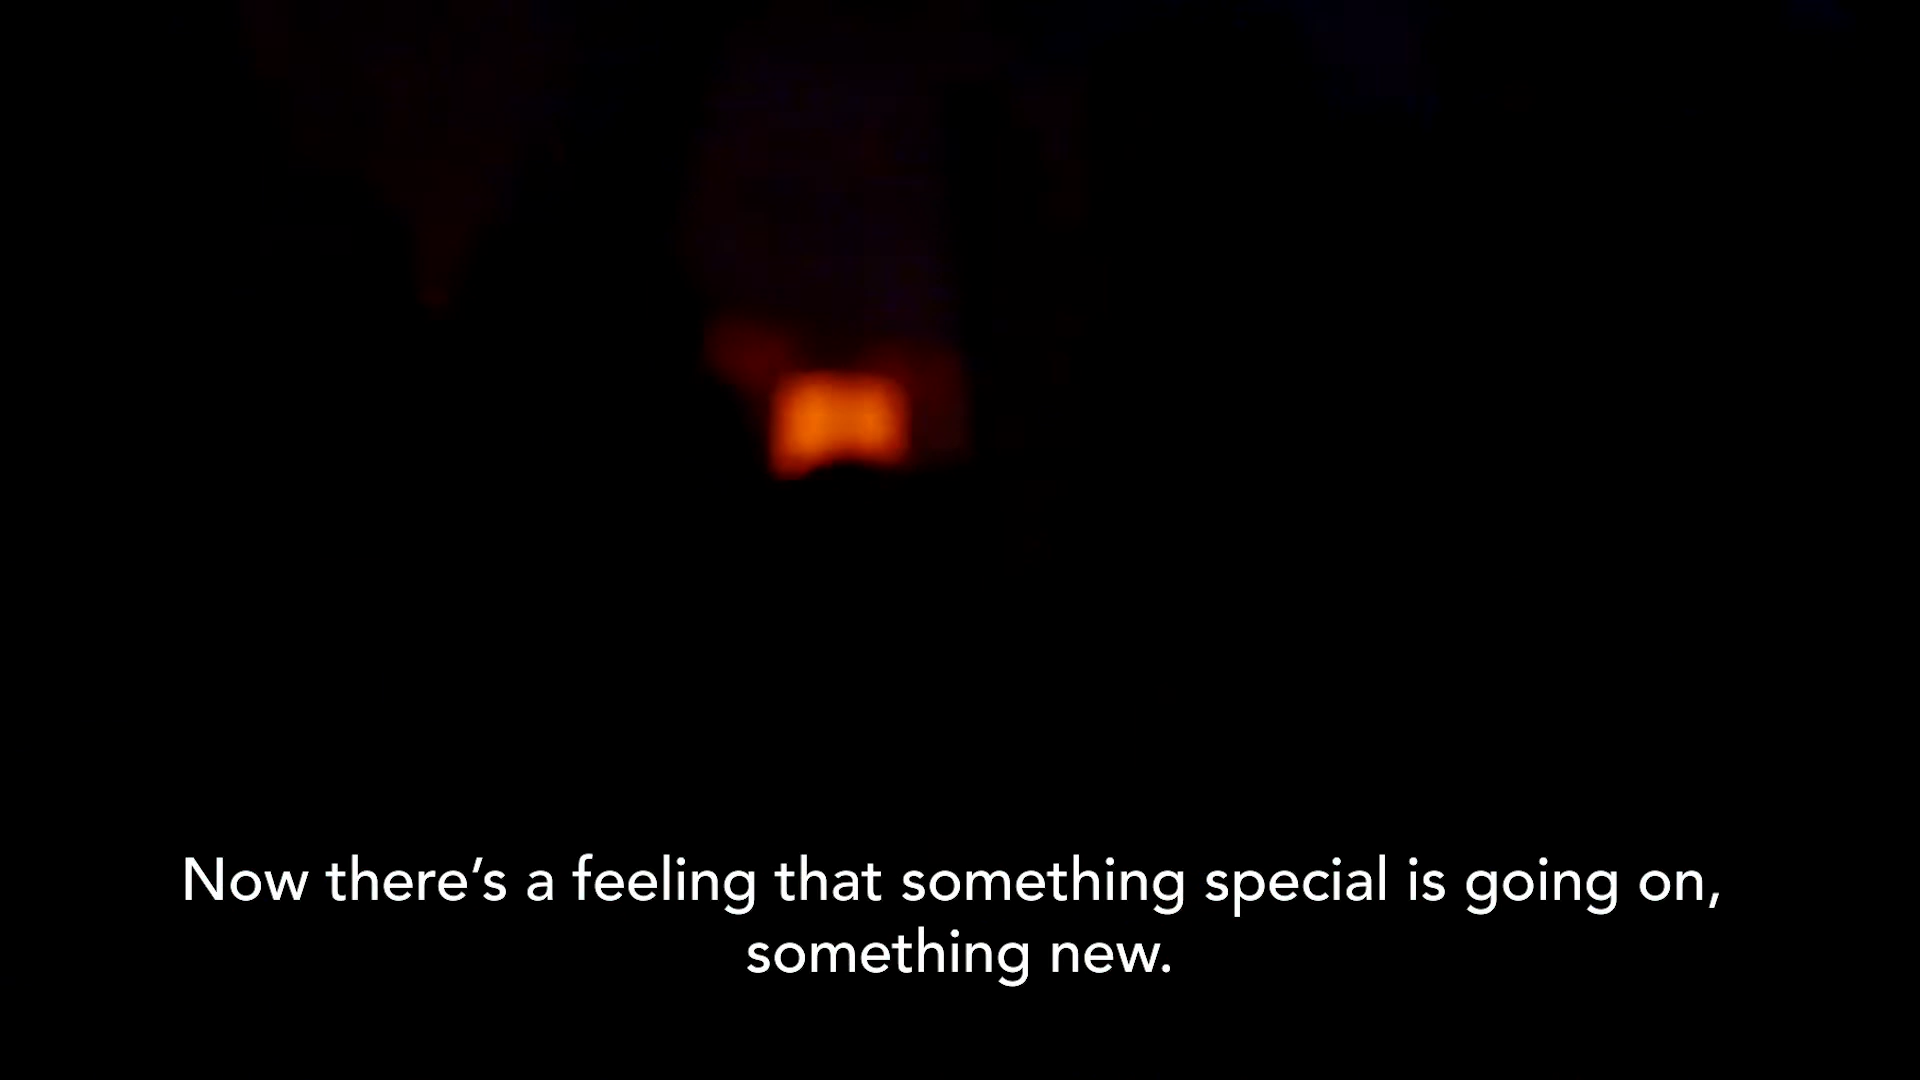 Now there’s a feeling that something special is going on,
something new.